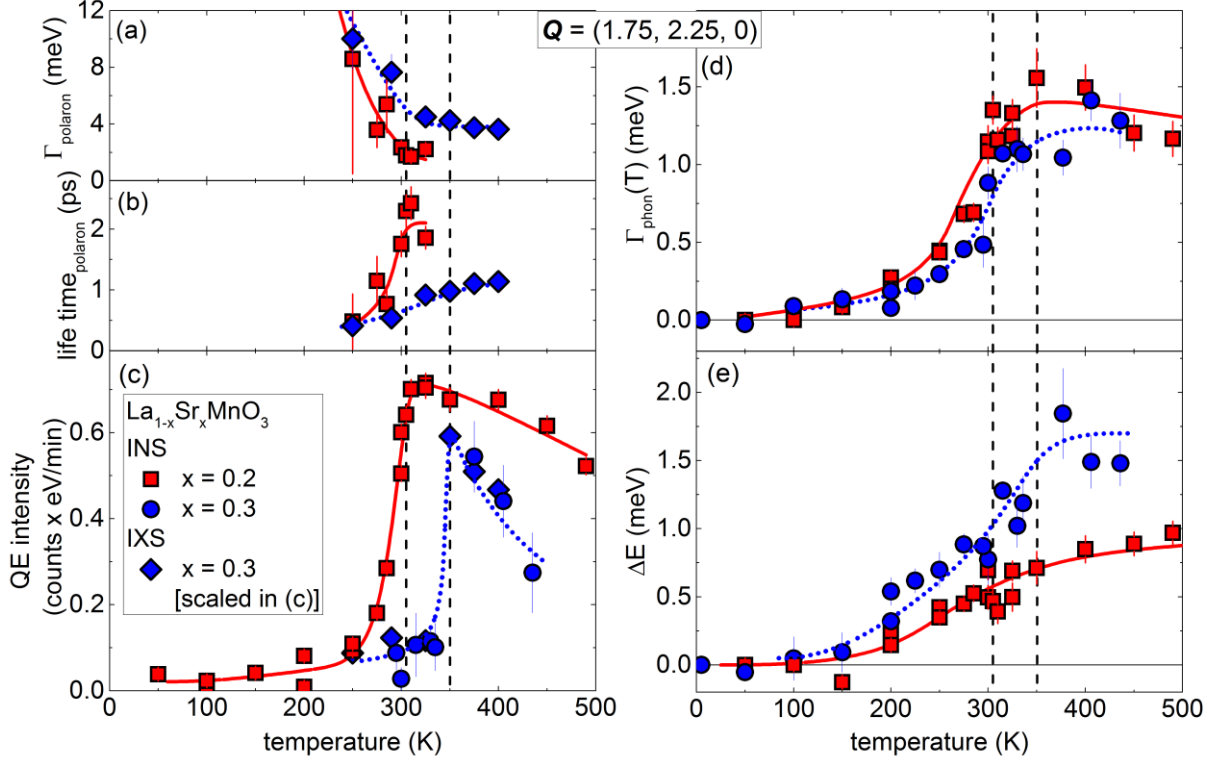 Q = (1.75, 2.25, 0)
(a)
Γpolaron (meV)
12
8
4
0
(b)
life timepolaron (ps)
2
1
0
(c)
QE intensity
(counts x eV/min)
0.6
0.4
0.2
0.0
La1-xSrxMnO3
INS
x = 0.2
x = 0.3
IXS
x = 0.3
[scaled in (c)]
0 100 200 300 400 500
temperature (K)
(d)
Γphon(T) (meV)
1.5
1.0
0.5
0.0
(e)
ΔE (meV)
2.0
1.5
1.0
0.5
0.0
0 100 200 300 400 500
temperature (K)